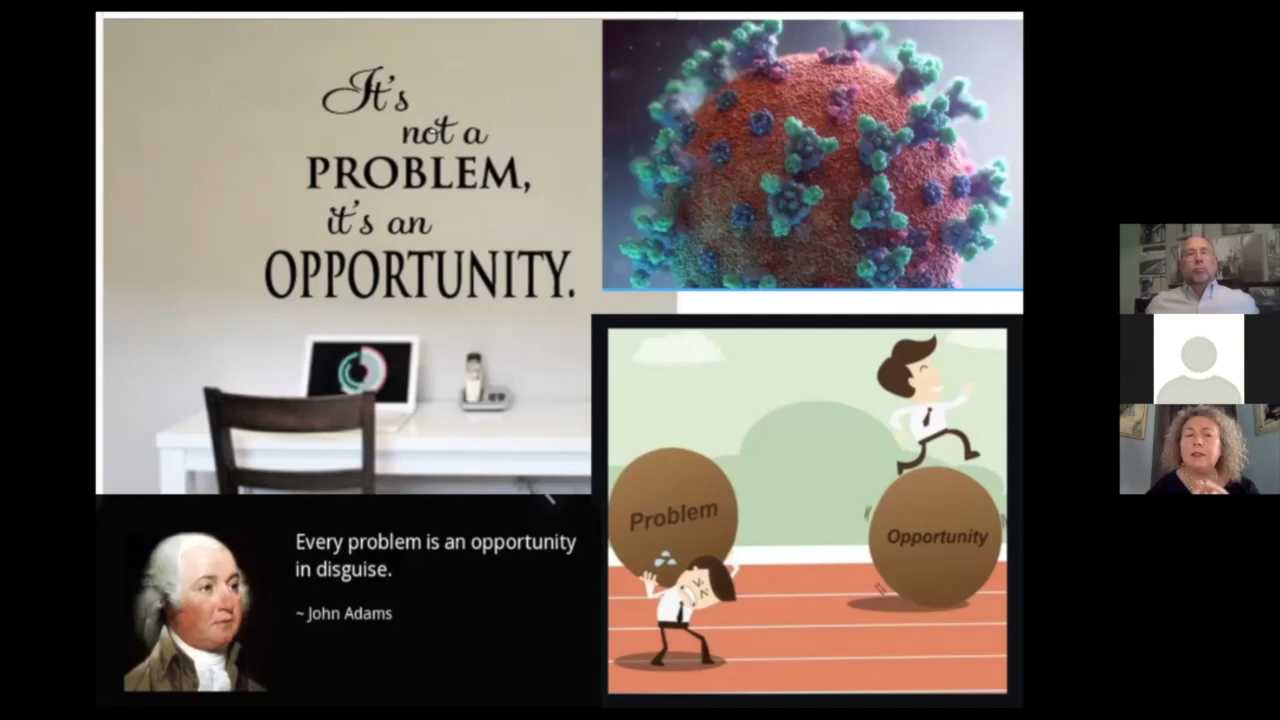 It's
not a
PROBLEM,
it's an
OPPORTUNITY.
Every problem is an opportunity
in disguise.
~ John Adams
Problem
Opportunity